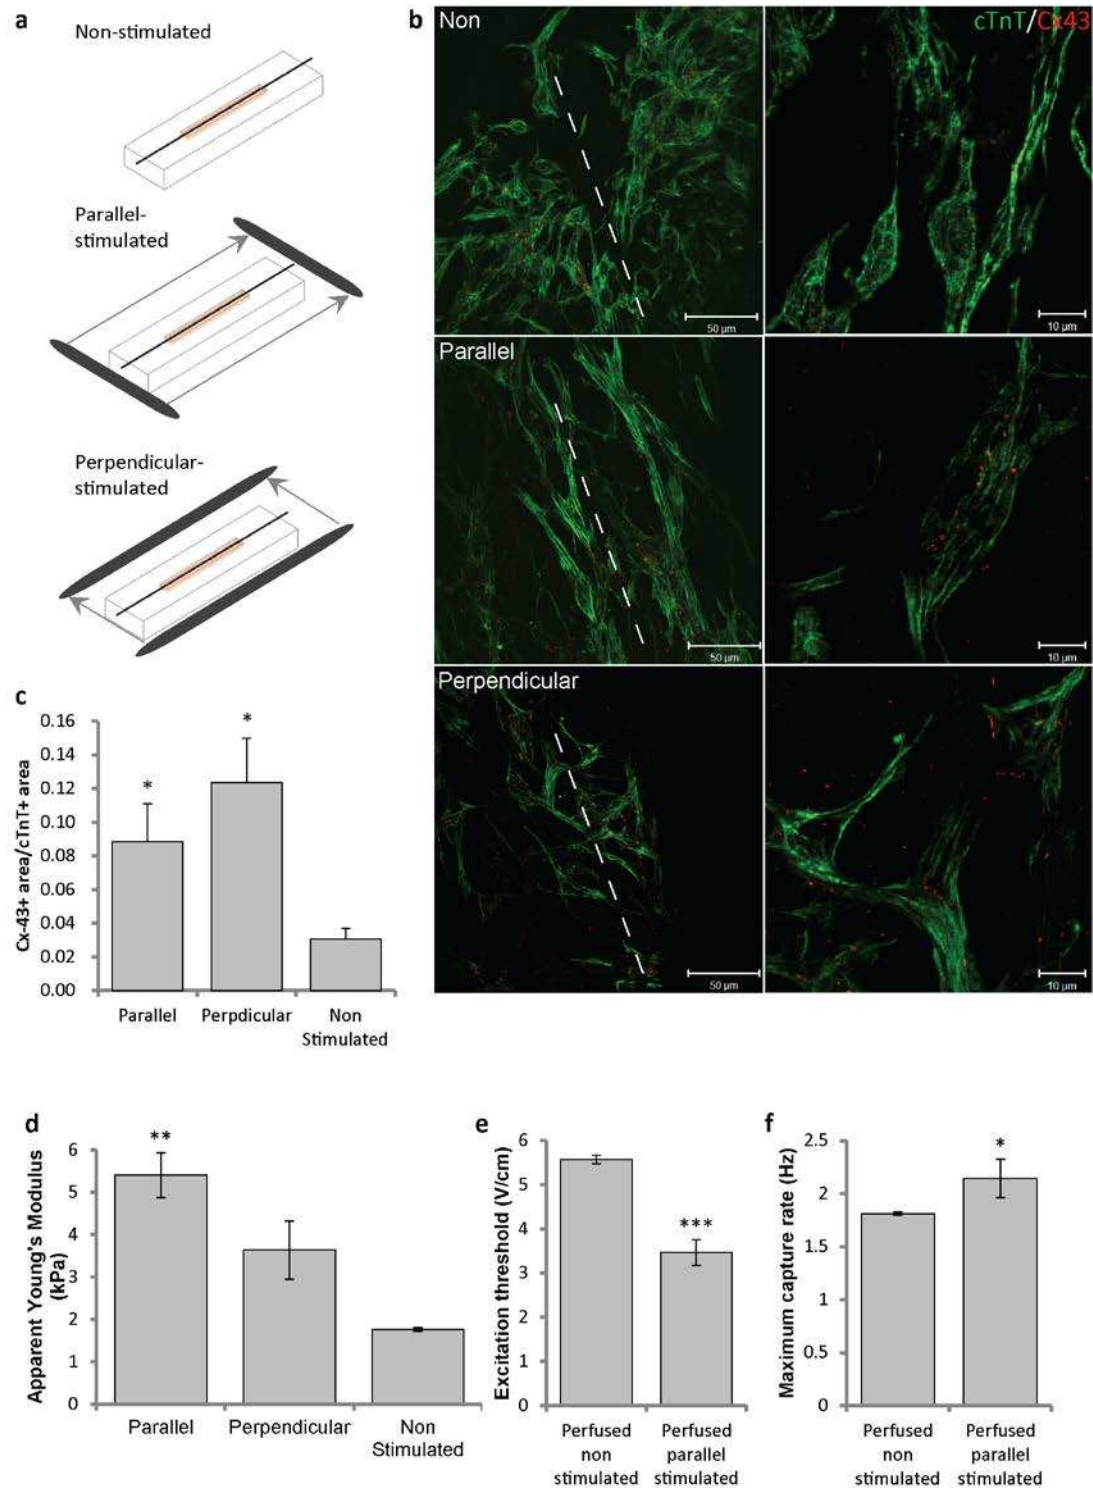 a
Non-stimulated
Parallel-
stimulated
Perpendicular-
stimulated
b
Non
cTnT/Cx43
50 µm
10 µm
Parallel
50 µm
10 µm
Perpendicular
50 µm
10 µm
c
Cx-43+ area/cTnT+ area
0.16
0.14
0.12
0.10
0.08
0.06
0.04
0.02
0.00
*
*
Parallel
Perpdicular
Non
Stimulated
d
Apparent Young's Modulus
(kPa)
6
5
4
3
2
1
0
**
Parallel
Perpendicular
Non
Stimulated
e
Excitation threshold (V/cm)
6
5
4
3
2
1
0
***
Perfused
non
stimulated
Perfused
parallel
stimulated
f
Maximum capture rate (Hz)
2.5
2
1.5
1
0.5
0
*
Perfused
non
stimulated
Perfused
parallel
stimulated